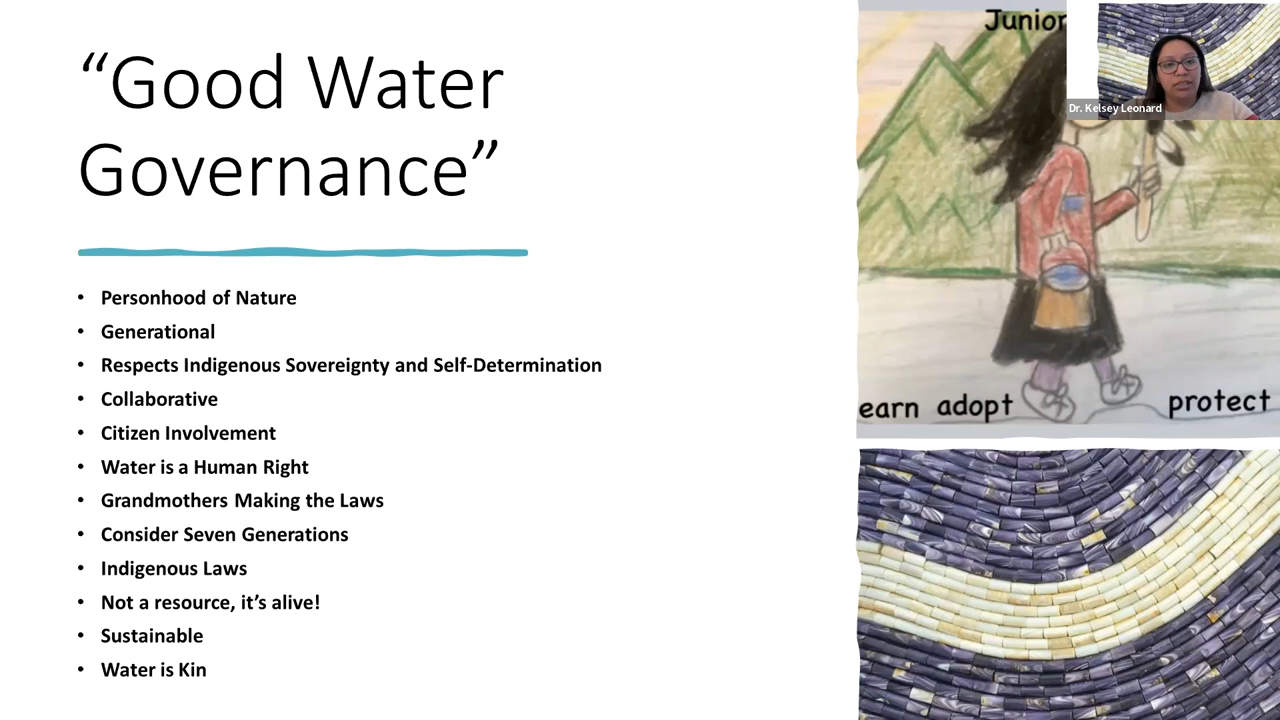 “Good Water
Governance”
• Personhood of Nature
• Generational
• Respects Indigenous Sovereignty and Self-Determination
• Collaborative
• Citizen Involvement
• Water is a Human Right
• Grandmothers Making the Laws
• Consider Seven Generations
• Indigenous Laws
• Not a resource, it’s alive!
• Sustainable
• Water is Kin
Junior
Dr. Kelsey Leonard
earn adopt protect